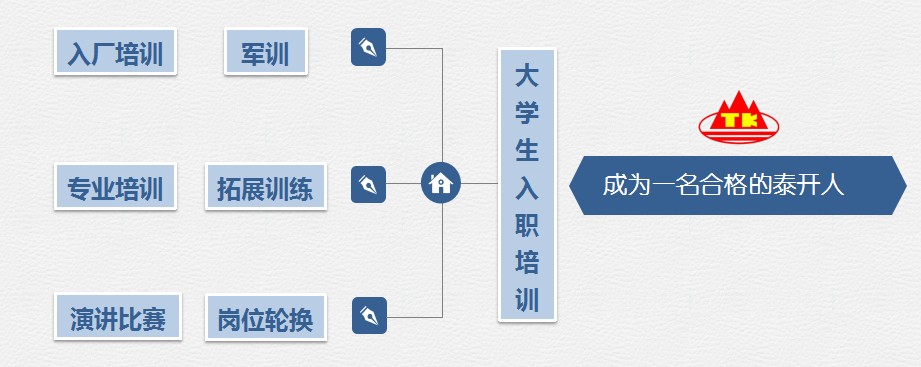 入厂培训 军训
专业培训 拓展训练
演讲比赛 岗位轮换
大学生入职培训
TK
成为一名合格的泰开人